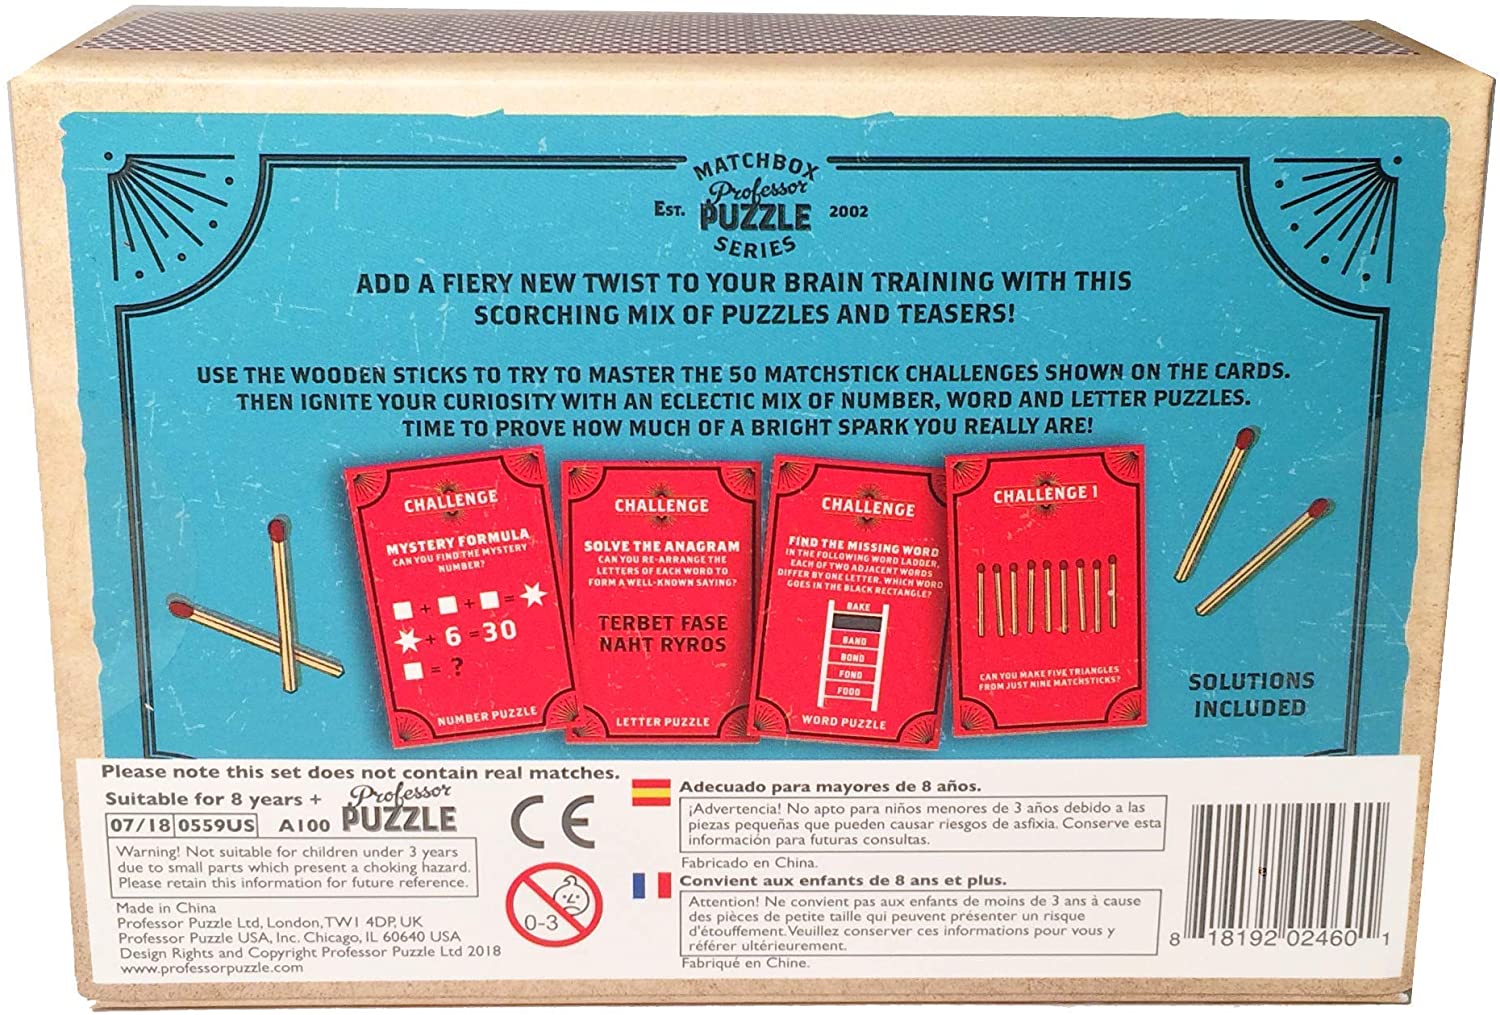 MATCHBOX
Professor
EST. PUZZLE 2002
SERIES
ADD A FIERY NEW TWIST TO YOUR BRAIN TRAINING WITH THIS
SCORCHING MIX OF PUZZLES AND TEASERS!
USE THE WOODEN STICKS TO TRY TO MASTER THE 50 MATCHSTICK CHALLENGES SHOWN ON THE CARDS.
THEN IGNITE YOUR CURIOSITY WITH AN ECLECTIC MIX OF NUMBER, WORD AND LETTER PUZZLES.
TIME TO PROVE HOW MUCH OF A BRIGHT SPARK YOU REALLY ARE!
CHALLENGE
MYSTERY FORMULA
CAN YOU FIND THE MYSTERY
NUMBER?
+ + =
+ 6 = 30
= ?
NUMBER PUZZLE
CHALLENGE
SOLVE THE ANAGRAM
CAN YOU RE-ARRANGE THE
LETTERS OF EACH WORD TO
FORM A WELL-KNOWN SAYING?
TERBET FASE
NAHT RYROS
LETTER PUZZLE
CHALLENGE
FIND THE MISSING WORD
IN THE FOLLOWING WORD LADDER,
EACH OF TWO ADJACENT WORDS
DIFFER BY ONE LETTER. WHICH WORD
GOES IN THE BLACK RECTANGLE?
BAKE
BAND
BOND
FOND
FOOD
WORD PUZZLE
CHALLENGE 1
CAN YOU MAKE FIVE TRIANGLES
FROM JUST NINE MATCHSTICKS?
SOLUTIONS
INCLUDED
Please note this set does not contain real matches.
Suitable for 8 years +
07/18 0559US A100
Professor
PUZZLE
Warning! Not suitable for children under 3 years
due to small parts which present a choking hazard.
Please retain this information for future reference.
Made in China
Professor Puzzle Ltd, London, TW1 4DP, UK
Professor Puzzle USA, Inc. Chicago, IL 60640 USA
Design Rights and Copyright Professor Puzzle Ltd 2018
www.professorpuzzle.com
CE
0-3
Adecuado para mayores de 8 años.
¡Advertencia! No apto para niños menores de 3 años debido a las
piezas pequeñas que pueden causar riesgos de asfixia. Conserve esta
información para futuras consultas.
Fabricado en China.
Convient aux enfants de 8 ans et plus.
Attention! Ne convient pas aux enfants de moins de 3 ans à cause
des pièces de petite taille qui peuvent présenter un risque
d'étouffement. Veuillez conserver ces informations pour vous y
référer ultérieurement.
Fabriqué en Chine.
8 18192 02460 1